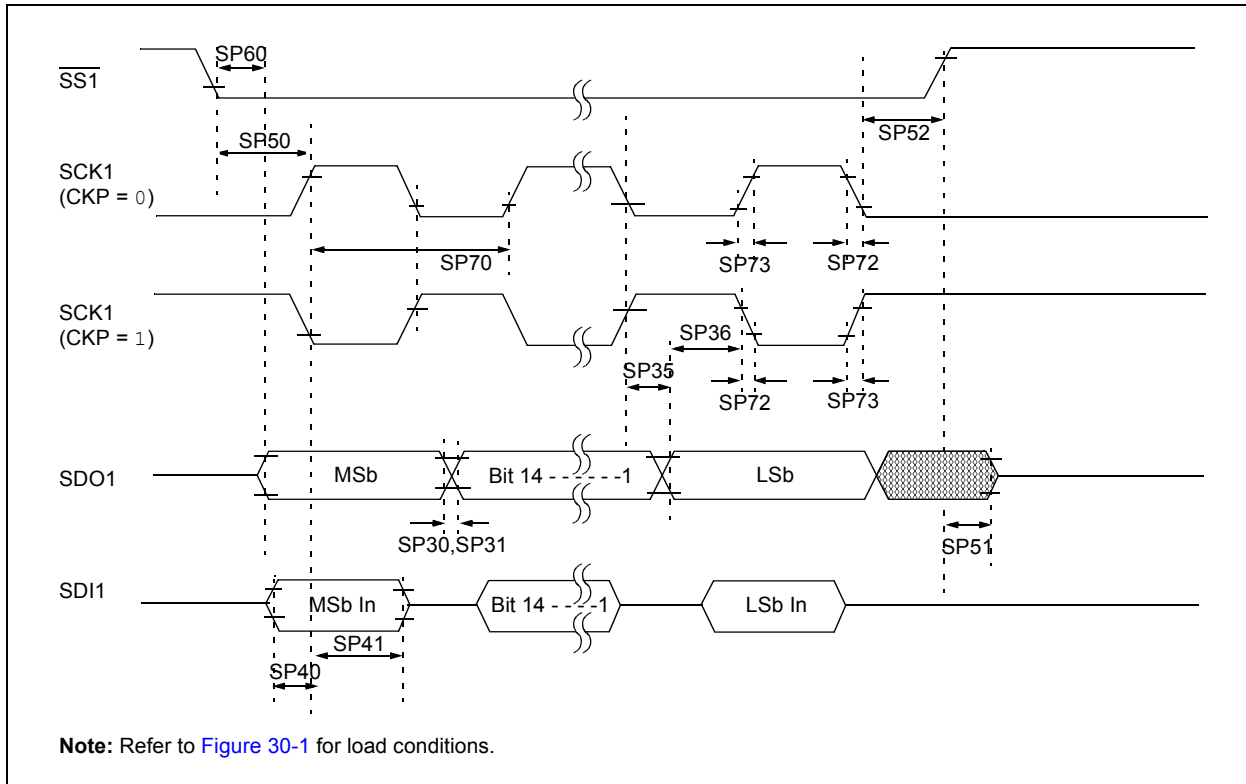 SP60
SS1
SP50
SP52
SCK1
(CKP = 0)
SP70
SP73
SP72
SCK1
(CKP = 1)
SP36
SP35
SP72
SP73
SDO1
MSb
Bit 14 - - - - - -1
LSb
SP30,SP31
SP51
SDI1
MSb In
Bit 14 - - - -1
LSb In
SP41
SP40
Note: Refer to Figure 30-1 for load conditions.